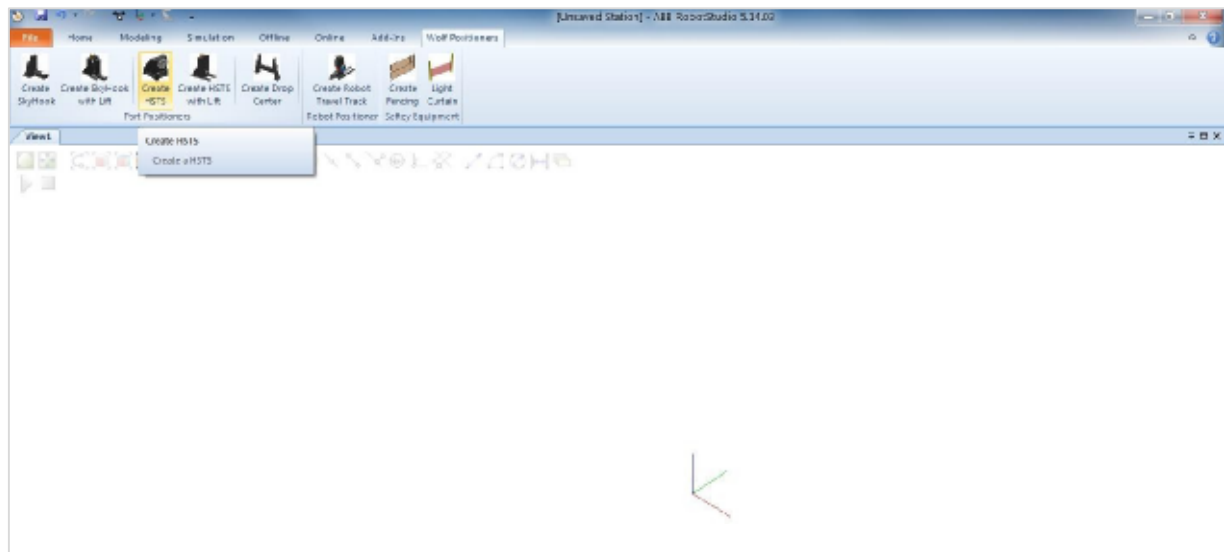 [Unsaved Station] - ABB RobotStudio 5.14.03
File Home Modeling Simulation Offline Online Add-Ins Wolf Positioners
Create SkyHook
Create SkyHook with Lift
Create HSTS
Create HSTS with Lift
Create Drop Center
Create Robot Travel Track
Create Fencing
Light Curtain
Part Positioners
Robot Positioner
Saftey Equipment
View1
Create HSTS
Create a HSTS